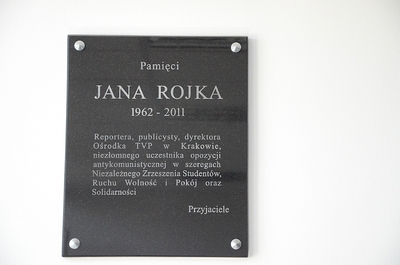 Pamięci
JANA ROJKA
1962 - 2011
Reportera, publicysty, dyrektora
Ośrodka TVP w Krakowie,
niezłomnego uczestnika opozycji
antykomunistycznej w szeregach
Niezależnego Zrzeszenia Studentów,
Ruchu Wolność i Pokój oraz
Solidarności
Przyjaciele